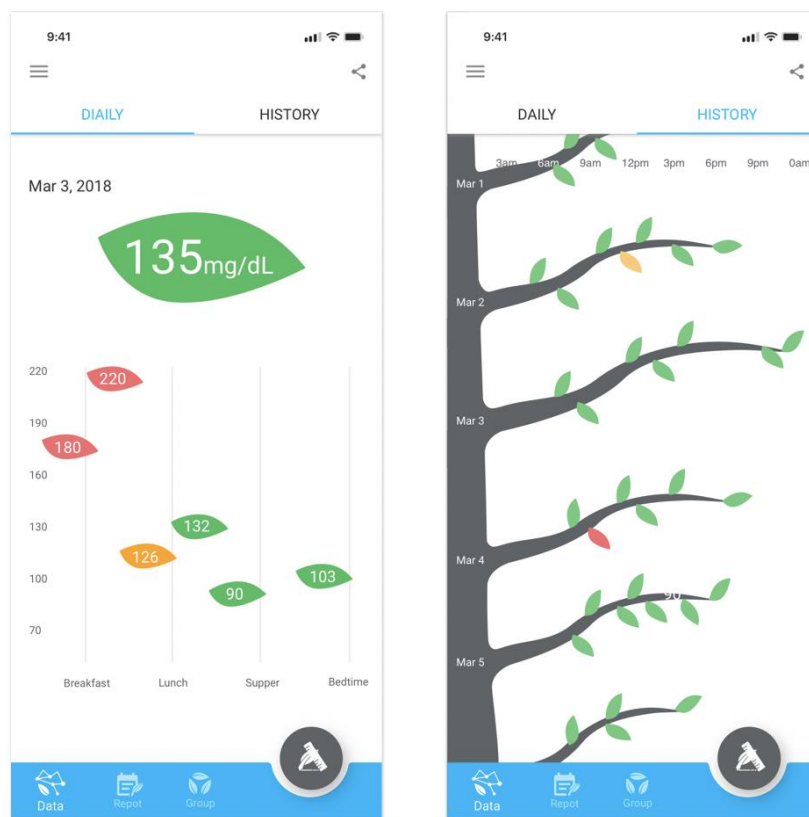 9:41
DIAILY HISTORY
Mar 3, 2018
135mg/dL
220
220
190
180
160
130
132
126
100
103
90
70
Breakfast Lunch Supper Bedtime
Data Repot Group
9:41
DAILY HISTORY
3am 6am 9am 12pm 3pm 6pm 9pm 0am
Mar 1
Mar 2
Mar 3
Mar 4
90
Mar 5
Data Repot Group